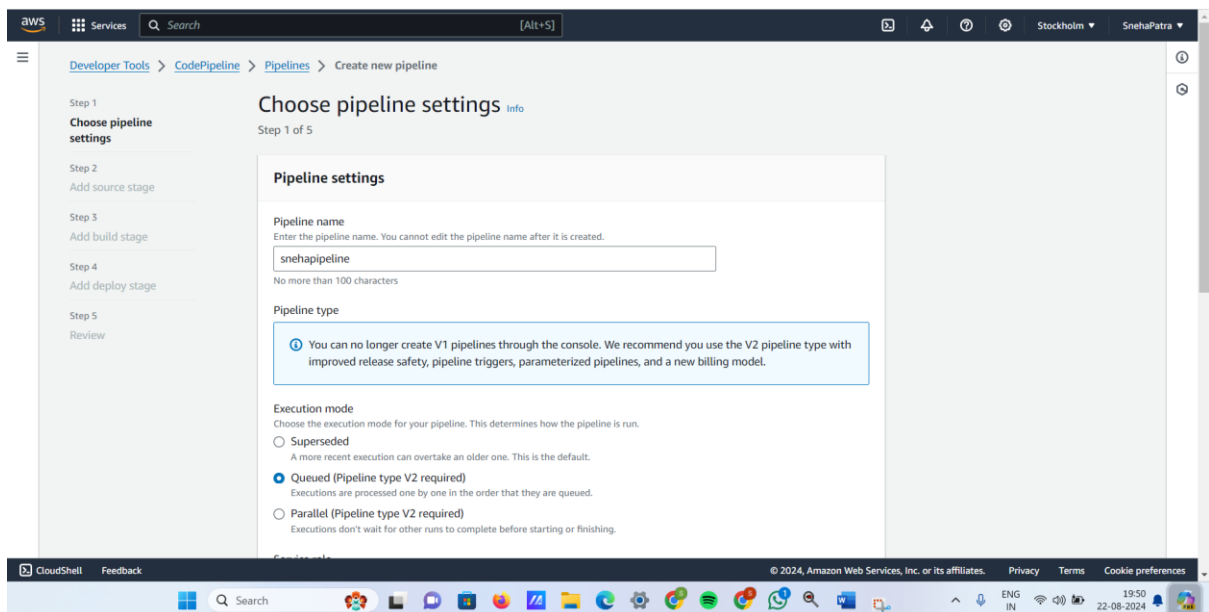 aws
Services
Search
[Alt+S]
Stockholm
SnehaPatra
Developer Tools > CodePipeline > Pipelines > Create new pipeline
Step 1
Choose pipeline
settings
Step 2
Add source stage
Step 3
Add build stage
Step 4
Add deploy stage
Step 5
Review
Choose pipeline settings Info
Step 1 of 5
Pipeline settings
Pipeline name
Enter the pipeline name. You cannot edit the pipeline name after it is created.
snehapipeline
No more than 100 characters
Pipeline type
You can no longer create V1 pipelines through the console. We recommend you use the V2 pipeline type with
improved release safety, pipeline triggers, parameterized pipelines, and a new billing model.
Execution mode
Choose the execution mode for your pipeline. This determines how the pipeline is run.
Superseded
A more recent execution can overtake an older one. This is the default.
Queued (Pipeline type V2 required)
Executions are processed one by one in the order that they are queued.
Parallel (Pipeline type V2 required)
Executions don't wait for other runs to complete before starting or finishing.
Service role
CloudShell
Feedback
© 2024, Amazon Web Services, Inc. or its affiliates.
Privacy
Terms
Cookie preferences
Search
ENG
IN
19:50
22-08-2024